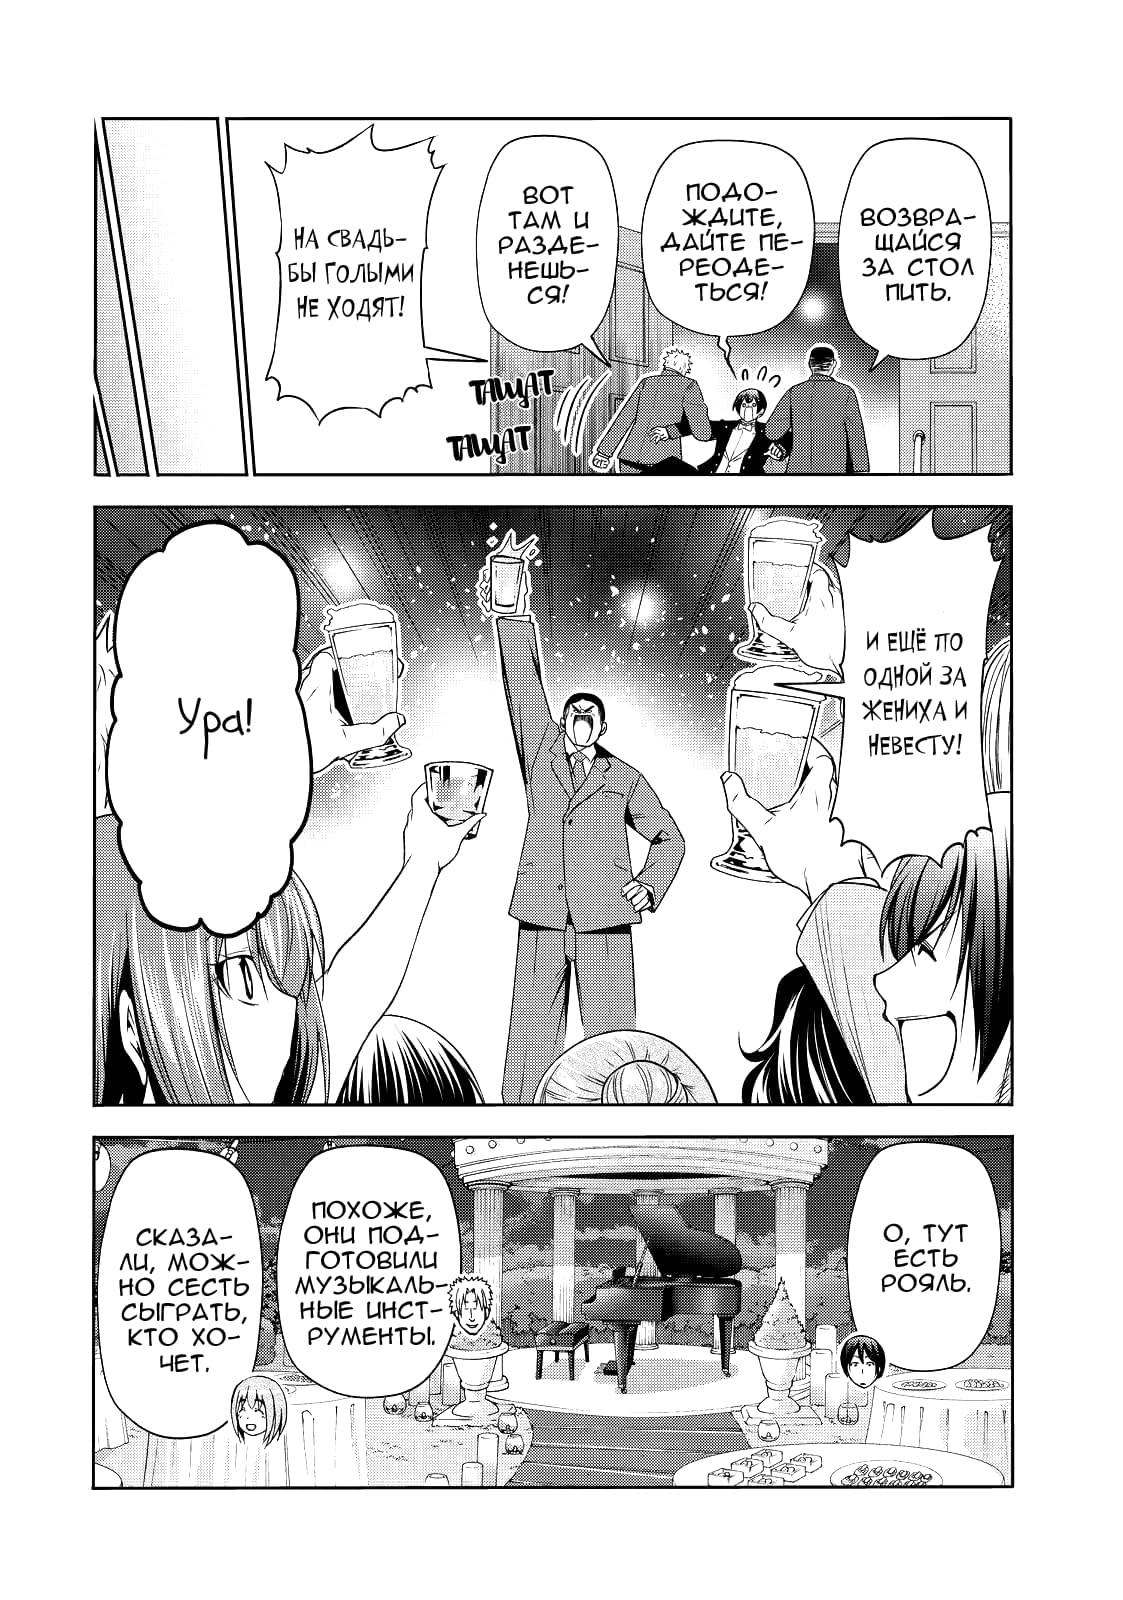 ВОЗВРА-
ЩАЙСЯ
ЗА СТОЛ
ПИТЬ.
ПОДО-
ЖДИТЕ,
ДАЙТЕ ПЕ-
РЕОДЕ-
ТЬСЯ!
ВОТ
ТАМ И
РАЗДЕ-
НЕШЬ-
СЯ!
НА СВАДЬ-
БЫ ГОЛЫМИ
НЕ ХОДЯТ!
ТАЩАТ
ТАЩАТ
И ЕЩЁ ПО
ОДНОЙ ЗА
ЖЕНИХА И
НЕВЕСТУ!
Ура!
О, ТУТ
ЕСТЬ
РОЯЛЬ.
ПОХОЖЕ,
ОНИ ПОД-
ГОТОВИЛИ
МУЗЫКАЛЬ-
НЫЕ ИНСТ-
РУМЕНТЫ.
СКАЗА-
ЛИ, МОЖ-
НО СЕСТЬ
СЫГРАТЬ,
КТО ХО-
ЧЕТ.